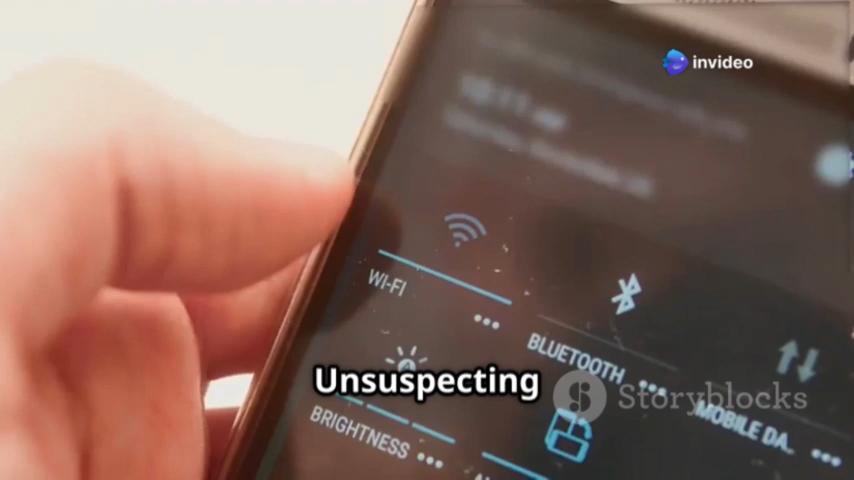 invideo
WI-FI
BLUETOOTH
Unsuspecting
Storyblocks
MOBILE DA..
BRIGHTNESS